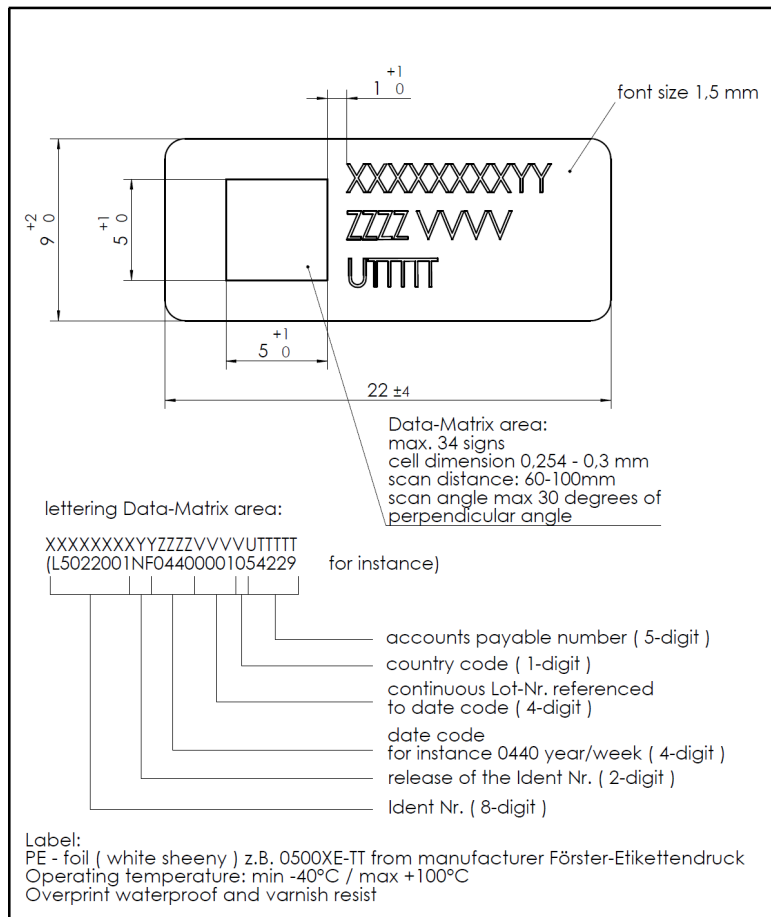 +1
1 0
font size 1,5 mm
+2
9 0
+1
5 0
XXXXXXXXYY
ZZZZ VVVV
UTTTTT
+1
5 0
22 ±4
Data-Matrix area:
max. 34 signs
cell dimension 0,254 - 0,3 mm
scan distance: 60-100mm
scan angle max 30 degrees of
perpendicular angle
lettering Data-Matrix area:
XXXXXXXXYYZZZZVVVVUTTTTT
(L5022001NF04400001054229 for instance)
accounts payable number ( 5-digit )
country code ( 1-digit )
continuous Lot-Nr. referenced
to date code ( 4-digit )
date code
for instance 0440 year/week ( 4-digit )
release of the Ident Nr. ( 2-digit )
Ident Nr. ( 8-digit )
Label:
PE - foil ( white sheeny ) z.B. 0500XE-TT from manufacturer Förster-Etikettendruck
Operating temperature: min -40°C / max +100°C
Overprint waterproof and varnish resist